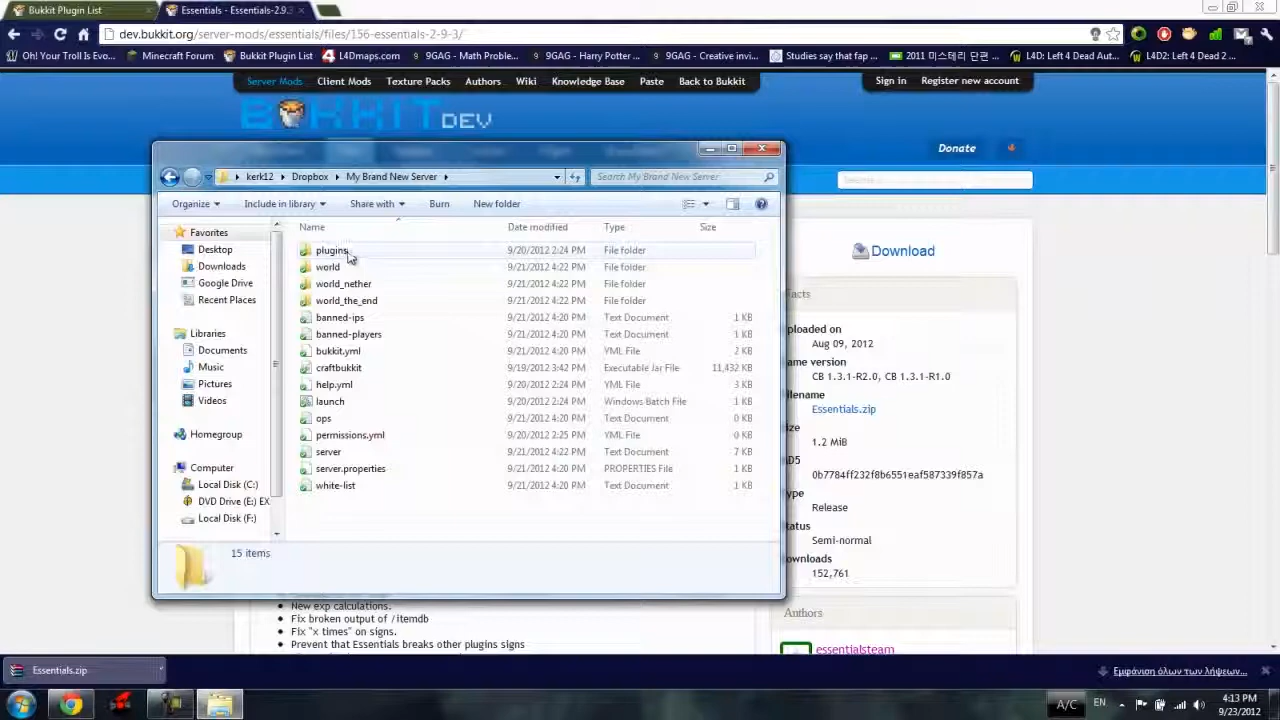 Bukkit Plugin List
Essentials - Essentials-2.9.3
dev.bukkit.org/server-mods/essentials/files/156-essentials-2-9-3/
Oh! Your Troll Is Evo... Minecraft Forum Bukkit Plugin List L4Dmaps.com 9GAG - Math Proble... 9GAG - Harry Potter ... 9GAG - Creative invi... Studies say that fap ... 2011 미스테리 단편 ... L4D: Left 4 Dead Aut... L4D2: Left 4 Dead 2 ...
Server Mods Client Mods Texture Packs Authors Wiki Knowledge Base Paste Back to Bukkit Sign in Register new account
BUKKIT DEV
Donate
kerk12 Dropbox My Brand New Server Search My Brand New Server
Organize Include in library Share with Burn New folder
Name Date modified Type Size
Favorites
Desktop
Downloads
Google Drive
Recent Places
Libraries
Documents
Music
Pictures
Videos
Homegroup
Computer
Local Disk (C:)
DVD Drive (E:) EX
Local Disk (F:)
plugins 9/20/2012 2:24 PM File folder
world 9/21/2012 4:22 PM File folder
world_nether 9/21/2012 4:22 PM File folder
world_the_end 9/21/2012 4:22 PM File folder
banned-ips 9/21/2012 4:20 PM Text Document 1 KB
banned-players 9/21/2012 4:20 PM Text Document 1 KB
bukkit.yml 9/21/2012 4:20 PM YML File 2 KB
craftbukkit 9/19/2012 3:42 PM Executable Jar File 11,432 KB
help.yml 9/20/2012 2:24 PM YML File 3 KB
launch 9/20/2012 2:24 PM Windows Batch File 1 KB
ops 9/21/2012 4:20 PM Text Document 0 KB
permissions.yml 9/20/2012 2:25 PM YML File 0 KB
server 9/21/2012 4:22 PM Text Document 7 KB
server.properties 9/21/2012 4:20 PM PROPERTIES File 1 KB
white-list 9/21/2012 4:20 PM Text Document 1 KB
15 items
Download
acts
ploaded on
Aug 09, 2012
ame version
CB 1.3.1-R2.0, CB 1.3.1-R1.0
ilename
Essentials.zip
ize
1.2 MiB
D5
0b7784ff232f8b6551eaf587339f857a
ype
Release
tatus
Semi-normal
ownloads
152,761
Authors
essentialsteam
New exp calculations.
Fix broken output of /itemdb
Fix "x times" on signs.
Prevent that Essentials breaks other plugins signs
Essentials.zip
Εμφάνιση όλων των λήψεων...
A/C EN
4:13 PM
9/23/2012